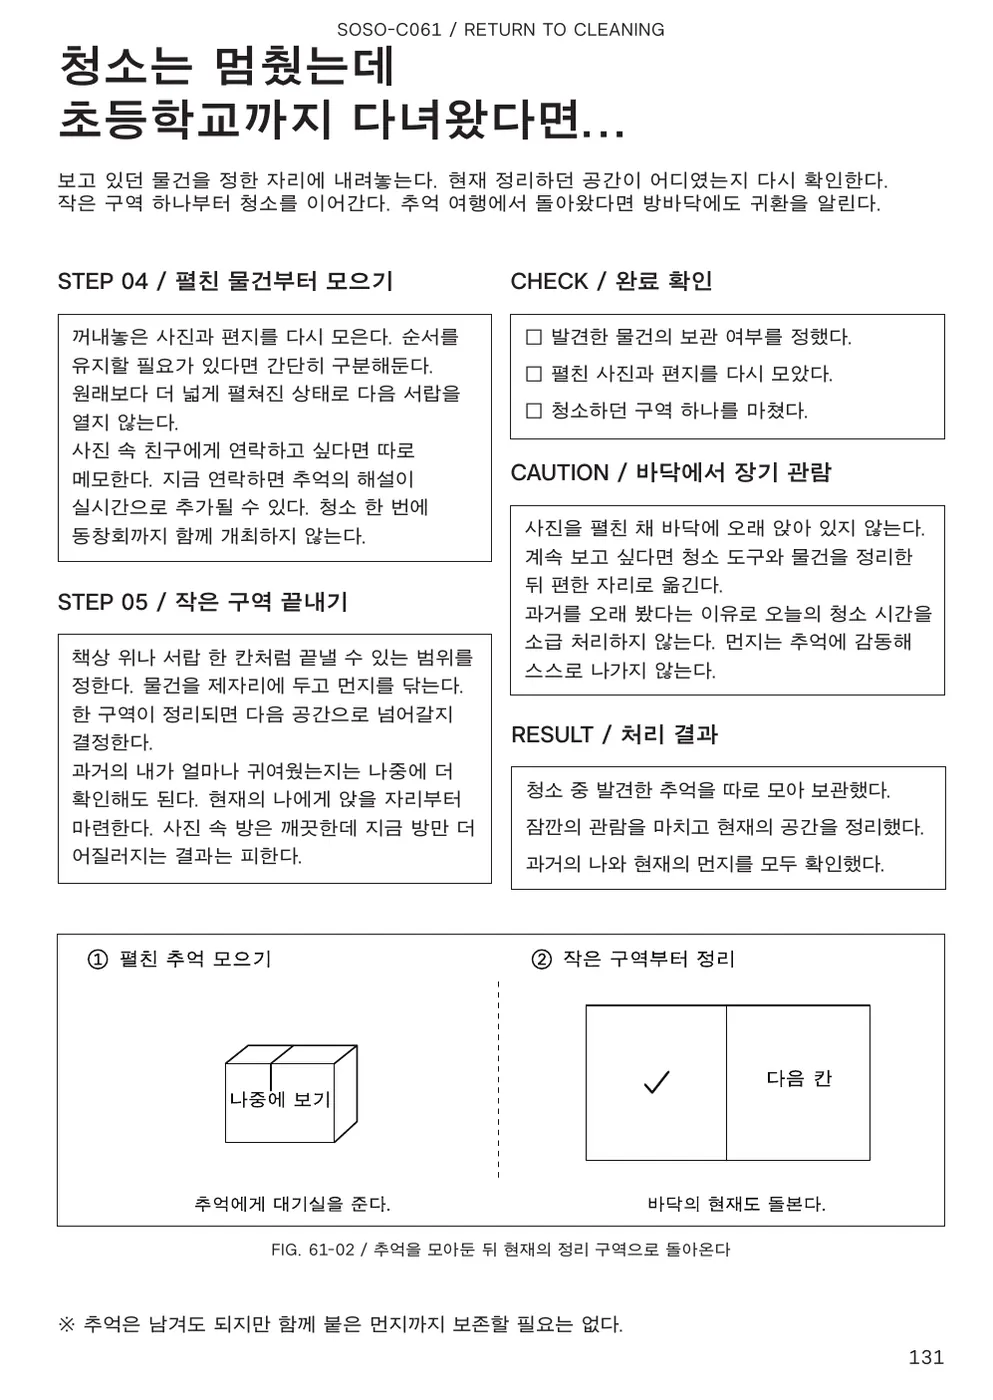 SOSO-C061 / RETURN TO CLEANING
청소는 멈췄는데
초등학교까지 다녀왔다면...
보고 있던 물건을 정한 자리에 내려놓는다. 현재 정리하던 공간이 어디였는지 다시 확인한다.
작은 구역 하나부터 청소를 이어간다. 추억 여행에서 돌아왔다면 방바닥에도 귀환을 알린다.
STEP 04 / 펼친 물건부터 모으기
꺼내놓은 사진과 편지를 다시 모은다. 순서를
유지할 필요가 있다면 간단히 구분해둔다.
원래보다 더 넓게 펼쳐진 상태로 다음 서랍을
열지 않는다.
사진 속 친구에게 연락하고 싶다면 따로
메모한다. 지금 연락하면 추억의 해설이
실시간으로 추가될 수 있다. 청소 한 번에
동창회까지 함께 개최하지 않는다.
STEP 05 / 작은 구역 끝내기
책상 위나 서랍 한 칸처럼 끝낼 수 있는 범위를
정한다. 물건을 제자리에 두고 먼지를 닦는다.
한 구역이 정리되면 다음 공간으로 넘어갈지
결정한다.
과거의 내가 얼마나 귀여웠는지는 나중에 더
확인해도 된다. 현재의 나에게 앉을 자리부터
마련한다. 사진 속 방은 깨끗한데 지금 방만 더
어질러지는 결과는 피한다.
CHECK / 완료 확인
□ 발견한 물건의 보관 여부를 정했다.
□ 펼친 사진과 편지를 다시 모았다.
□ 청소하던 구역 하나를 마쳤다.
CAUTION / 바닥에서 장기 관람
사진을 펼친 채 바닥에 오래 앉아 있지 않는다.
계속 보고 싶다면 청소 도구와 물건을 정리한
뒤 편한 자리로 옮긴다.
과거를 오래 봤다는 이유로 오늘의 청소 시간을
소급 처리하지 않는다. 먼지는 추억에 감동해
스스로 나가지 않는다.
RESULT / 처리 결과
청소 중 발견한 추억을 따로 모아 보관했다.
잠깐의 관람을 마치고 현재의 공간을 정리했다.
과거의 나와 현재의 먼지를 모두 확인했다.
① 펼친 추억 모으기
나중에 보기
추억에게 대기실을 준다.
② 작은 구역부터 정리
다음 칸
바닥의 현재도 돌본다.
FIG. 61-02 / 추억을 모아둔 뒤 현재의 정리 구역으로 돌아온다
※ 추억은 남겨도 되지만 함께 붙은 먼지까지 보존할 필요는 없다.
131